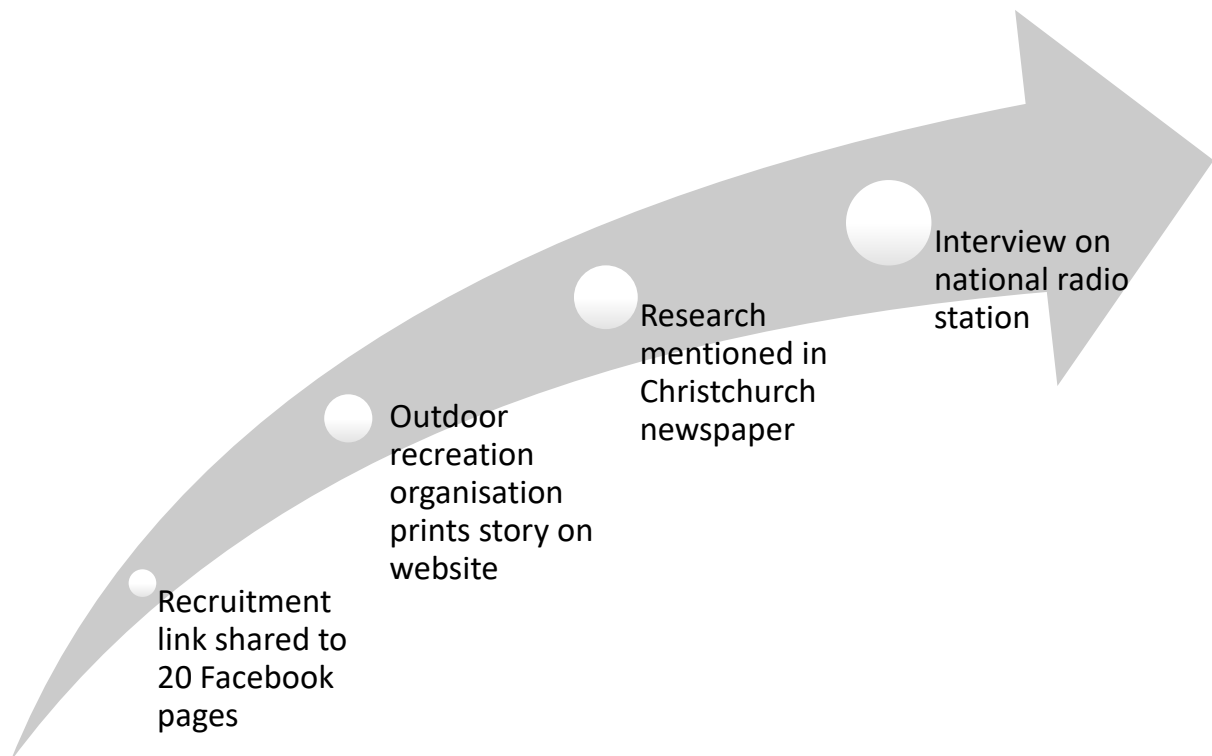 Recruitment
link shared to
20 Facebook
pages
Outdoor
recreation
organisation
prints story on
website
Research
mentioned in
Christchurch
newspaper
Interview on
national radio
station